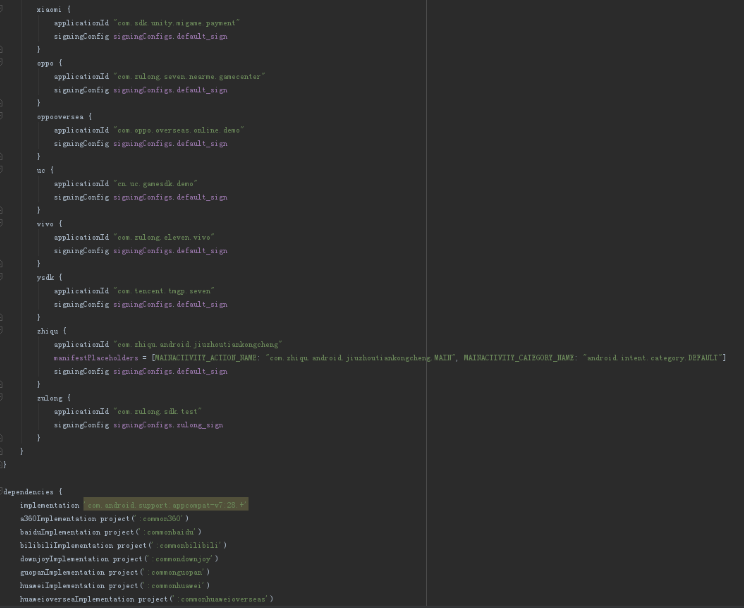 xiaomi {
applicationId "com.sdk.unity.migame.payment"
signingConfig signingConfigs.default_sign
}
oppo {
applicationId "com.zulong.seven.nearme.gamecenter"
signingConfig signingConfigs.default_sign
}
oppooversea {
applicationId "com.oppo.overseas.online.demo"
signingConfig signingConfigs.default_sign
}
uc {
applicationId "cn.uc.gamesdk.demo"
signingConfig signingConfigs.default_sign
}
vivo {
applicationId "com.zulong.eleven.vivo"
signingConfig signingConfigs.default_sign
}
ysdk {
applicationId "com.tencent.tmgp.seven"
signingConfig signingConfigs.default_sign
}
zhiqu {
applicationId "com.zhiqu.android.jiuzhoutiankongcheng"
manifestPlaceholders = [MAINACTIVITY_ACTION_NAME: "com.zhiqu.android.jiuzhoutiankongcheng.MAIN", MAINACTIVITY_CATEGORY_NAME: "android.intent.category.DEFAULT"]
signingConfig signingConfigs.default_sign
}
zulong {
applicationId "com.zulong.sdk.test"
signingConfig signingConfigs.zulong_sign
}
}
}
dependencies {
implementation 'com.android.support:appcompat-v7:28.+'
a360Implementation project(':common360')
baiduImplementation project(':commonbaidu')
bilibiliImplementation project(':commonbilibili')
downjoyImplementation project(':commondownjoy')
guopanImplementation project(':commonguopan')
huaweiImplementation project(':commonhuawei')
huaweioverseaImplementation project(':commonhuaweioverseas')